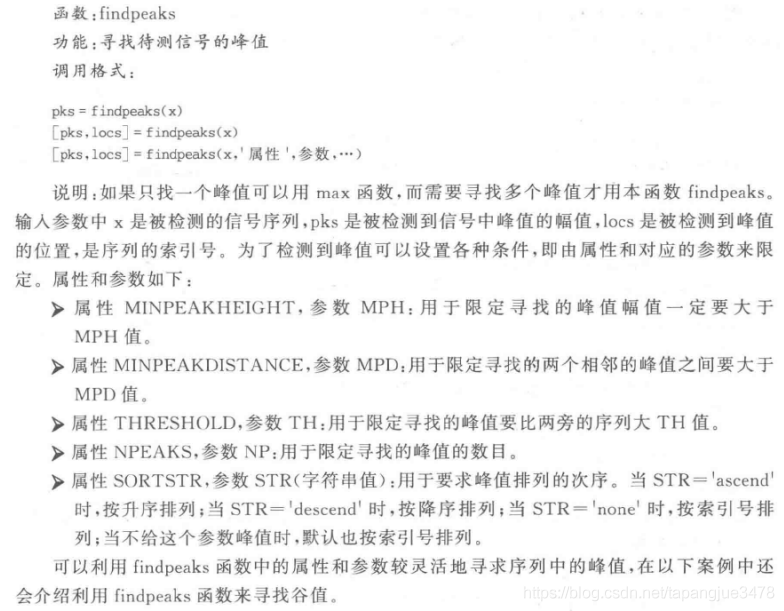 函数:findpeaks
功能:寻找待测信号的峰值
调用格式:
pks = findpeaks(x)
[pks,locs] = findpeaks(x)
[pks,locs] = findpeaks(x,'属性',参数,…)
说明:如果只找一个峰值可以用 max 函数,而需要寻找多个峰值才用本函数 findpeaks。
输入参数中 x 是被检测的信号序列,pks 是被检测到信号中峰值的幅值,locs 是被检测到峰值
的位置,是序列的索引号。为了检测到峰值可以设置各种条件,即由属性和对应的参数来限
定。属性和参数如下:
➢ 属性 MINPEAKHEIGHT,参数 MPH:用于限定寻找的峰值幅值一定要大于
MPH 值。
➢ 属性 MINPEAKDISTANCE,参数 MPD:用于限定寻找的两个相邻的峰值之间要大于
MPD 值。
➢ 属性 THRESHOLD,参数 TH:用于限定寻找的峰值要比两旁的序列大 TH 值。
➢ 属性 NPEAKS,参数 NP:用于限定寻找的峰值的数目。
➢ 属性 SORTSTR,参数 STR(字符串值):用于要求峰值排列的次序。当 STR='ascend'
时,按升序排列;当 STR='descend' 时,按降序排列;当 STR='none' 时,按索引号排
列;当不给这个参数峰值时,默认也按索引号排列。
可以利用 findpeaks 函数中的属性和参数较灵活地寻求序列中的峰值,在以下案例中还
会介绍利用 findpeaks 函数来寻找谷值。
https://blog.csdn.net/tapangjue3478